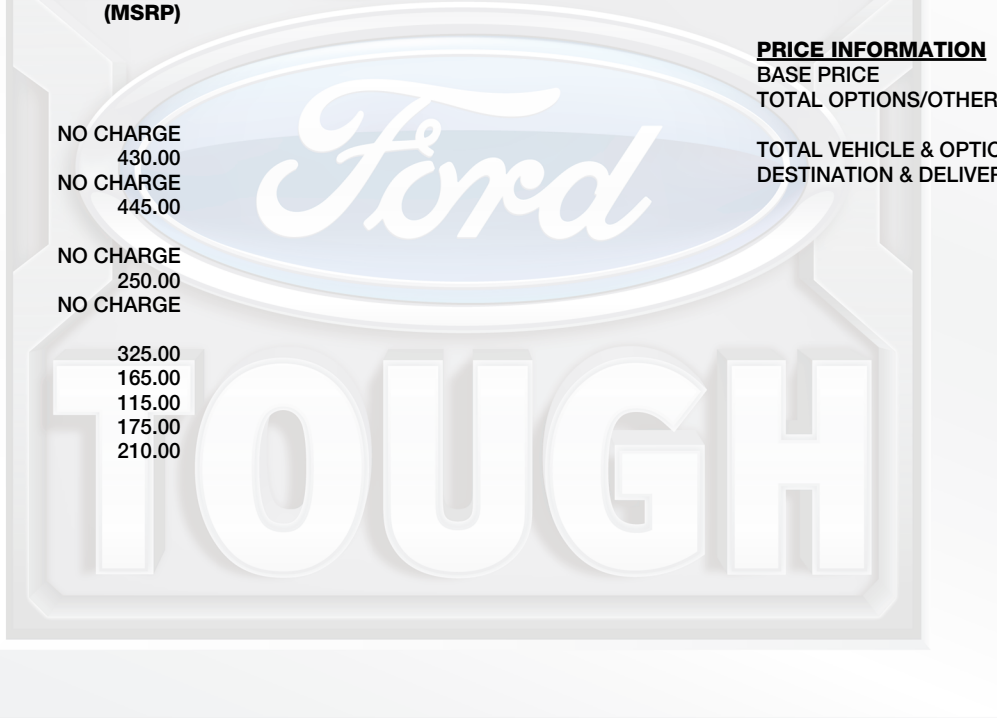 (MSRP)
NO CHARGE
430.00
NO CHARGE
445.00
NO CHARGE
250.00
NO CHARGE
325.00
165.00
115.00
175.00
210.00
PRICE INFORMATION
BASE PRICE
TOTAL OPTIONS/OTHER
TOTAL VEHICLE & OPTIO
DESTINATION & DELIVER
Ford
TOUGH